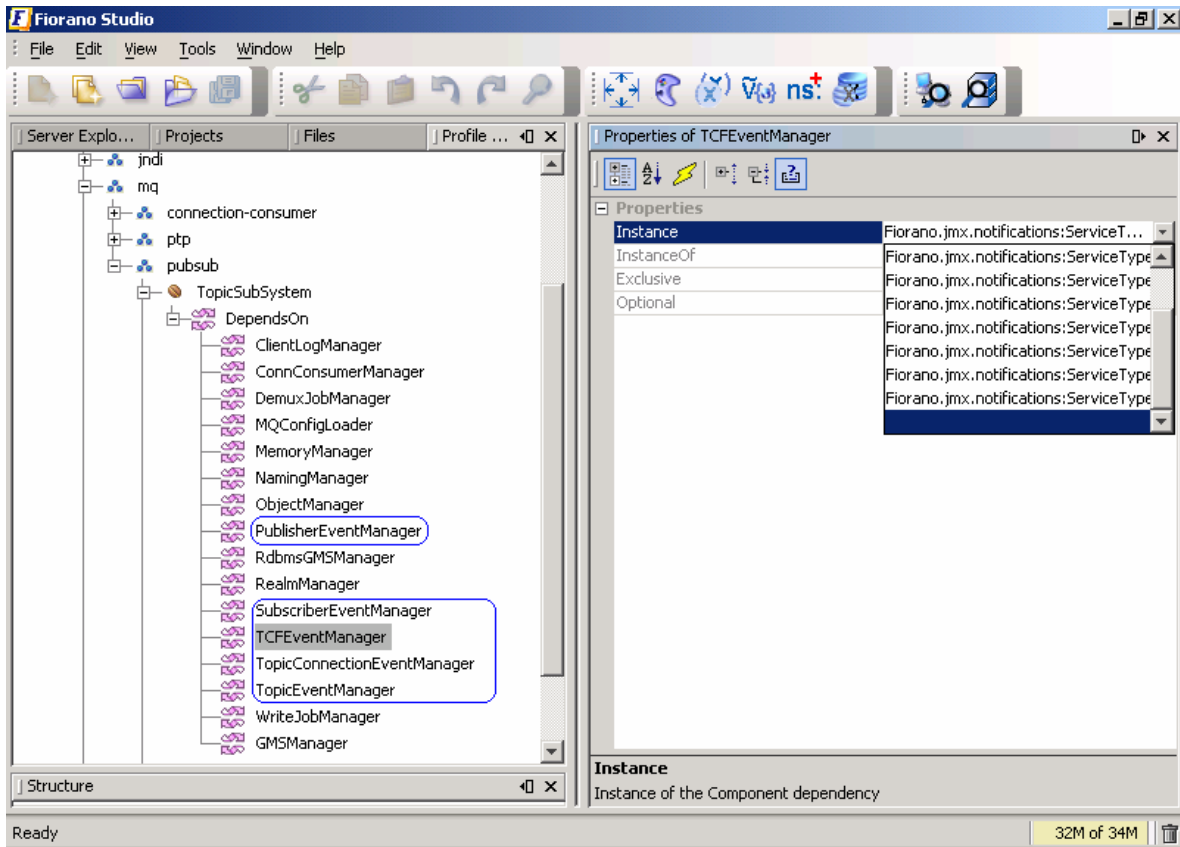 Fiorano Studio
File Edit View Tools Window Help
ns:
Server Explo... Projects Files Profile ...
jndi
mq
connection-consumer
ptp
pubsub
TopicSubSystem
DependsOn
ClientLogManager
ConnConsumerManager
DemuxJobManager
MQConfigLoader
MemoryManager
NamingManager
ObjectManager
PublisherEventManager
RdbmsGMSManager
RealmManager
SubscriberEventManager
TCFEventManager
TopicConnectionEventManager
TopicEventManager
WriteJobManager
GMSManager
Structure
Properties of TCFEventManager
Properties
Instance Fiorano.jmx.notifications:ServiceT...
InstanceOf
Exclusive
Optional
Fiorano.jmx.notifications:ServiceType
Fiorano.jmx.notifications:ServiceType
Fiorano.jmx.notifications:ServiceType
Fiorano.jmx.notifications:ServiceType
Fiorano.jmx.notifications:ServiceType
Fiorano.jmx.notifications:ServiceType
Fiorano.jmx.notifications:ServiceType
Instance
Instance of the Component dependency
Ready 32M of 34M